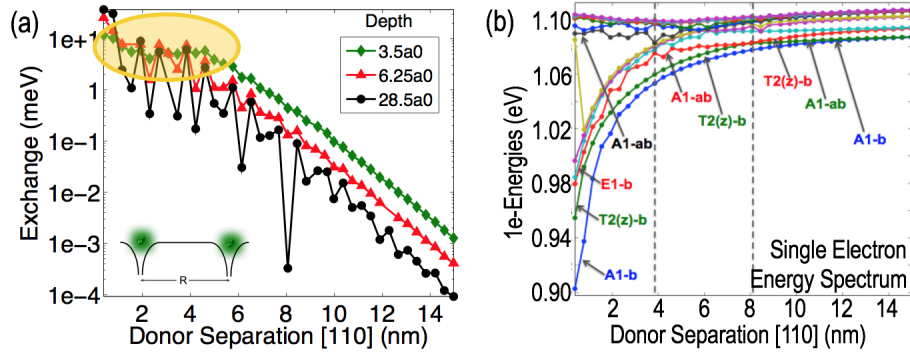 (a)
Exchange (meV)
1e+1
1
1e−1
1e−2
1e−3
1e−4
Depth
3.5a0
6.25a0
28.5a0
R
2 4 6 8 10 12 14
Donor Separation [110] (nm)
(b)
1e-Energies (eV)
1.10
1.06
1.02
0.98
0.94
0.90
A1-ab
T2(z)-b
T2(z)-b
A1-ab
A1-b
A1-ab
E1-b
T2(z)-b
A1-b
Single Electron
Energy Spectrum
2 4 6 8 10 12 14
Donor Separation [110] (nm)